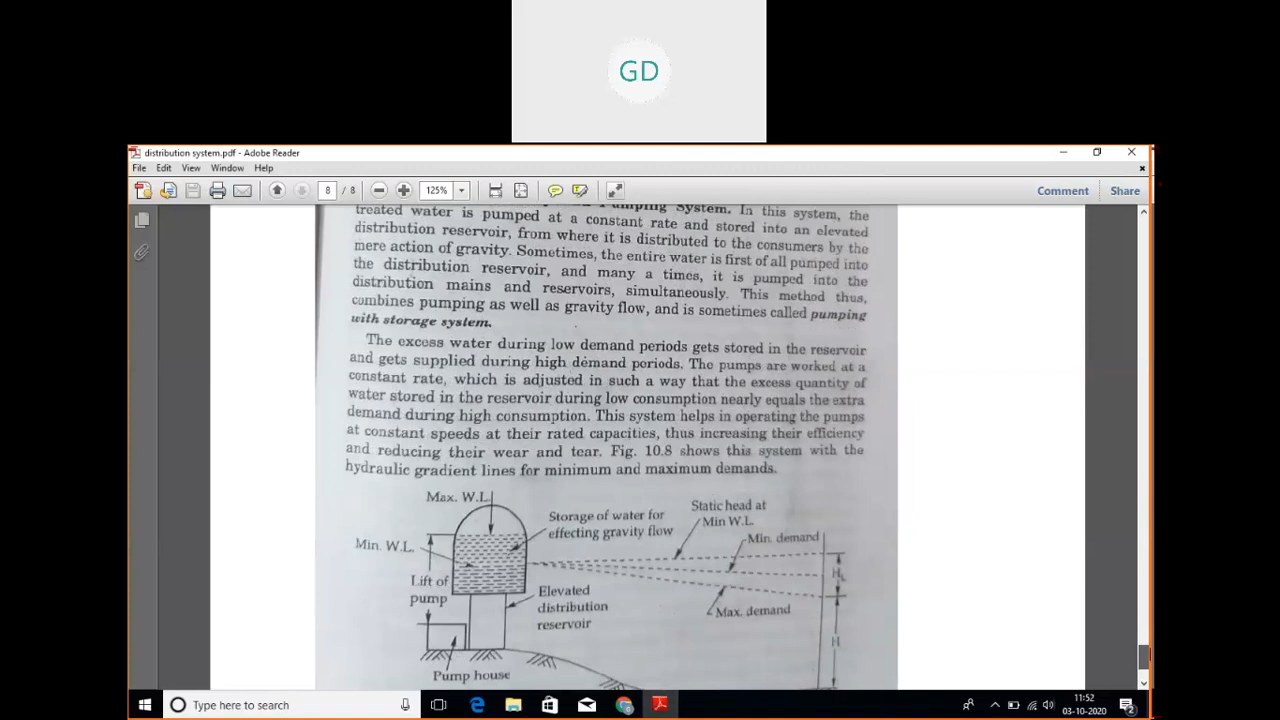 GD
distribution system.pdf - Adobe Reader
File Edit View Window Help
8 / 8 125% Comment Share
Pumping System. In this system, the
treated water is pumped at a constant rate and stored into an elevated
distribution reservoir, from where it is distributed to the consumers by the
mere action of gravity. Sometimes, the entire water is first of all pumped into
the distribution reservoir, and many a times, it is pumped into the
distribution mains and reservoirs, simultaneously. This method thus,
combines pumping as well as gravity flow, and is sometimes called pumping
with storage system.
The excess water during low demand periods gets stored in the reservoir
and gets supplied during high demand periods. The pumps are worked at a
constant rate, which is adjusted in such a way that the excess quantity of
water stored in the reservoir during low consumption nearly equals the extra
demand during high consumption. This system helps in operating the pumps
at constant speeds at their rated capacities, thus increasing their efficiency
and reducing their wear and tear. Fig. 10.8 shows this system with the
hydraulic gradient lines for minimum and maximum demands.
Max. W.L.
Storage of water for
effecting gravity flow
Static head at
Min W.L.
Min. demand
Min. W.L.
Lift of
pump
Elevated
distribution
reservoir
Max. demand
HL
H
Pump house
Type here to search
11:52
03-10-2020
2